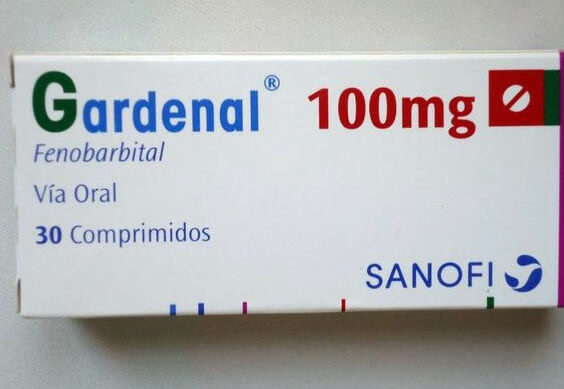 Gardenal® 100mg
Fenobarbital
Vía Oral
30 Comprimidos
SANOFI